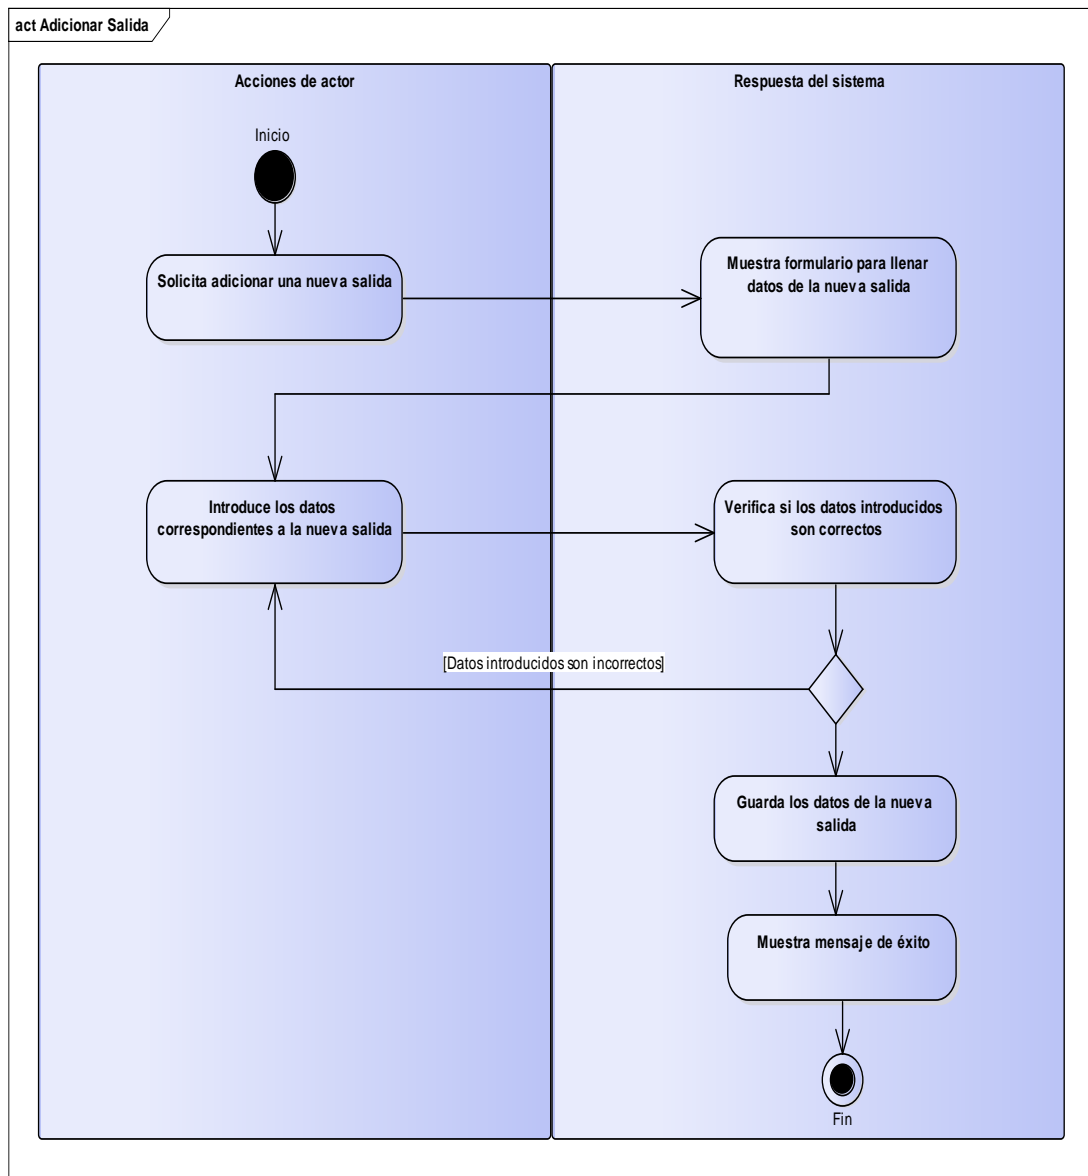 act Adicionar Salida
Acciones de actor
Respuesta del sistema
Inicio
Solicita adicionar una nueva salida
Muestra formulario para llenar
datos de la nueva salida
Introduce los datos
correspondientes a la nueva salida
Verifica si los datos introducidos
son correctos
[Datos introducidos son incorrectos]
Guarda los datos de la nueva
salida
Muestra mensaje de éxito
Fin